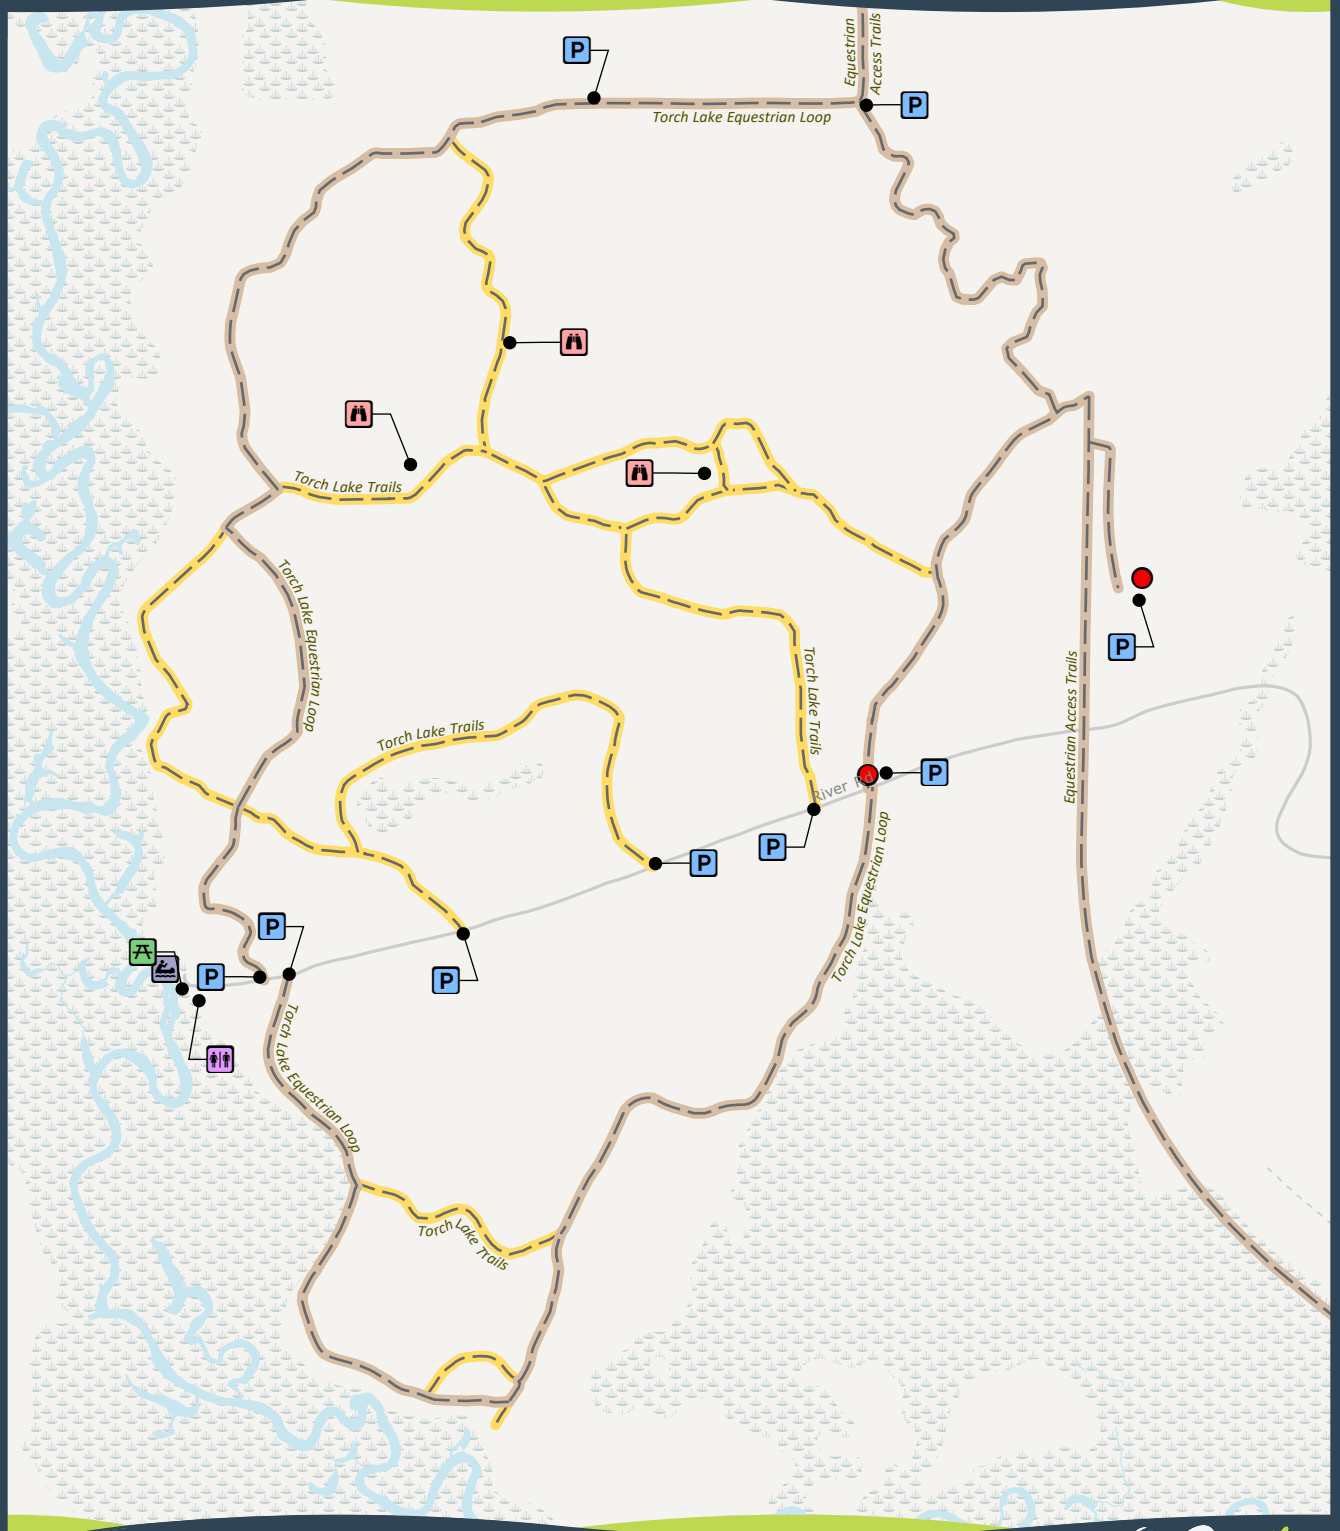 Equestrian
Access Trails
P
P
Torch Lake Equestrian Loop
Torch Lake Trails
Torch Lake Equestrian Loop
P
Torch Lake Trails
Equestrian Access Trails
Torch Lake Trails
P
River Rd
P
P
Torch Lake Equestrian Loop
P
P
P
Torch Lake Equestrian Loop
Torch Lake Trails